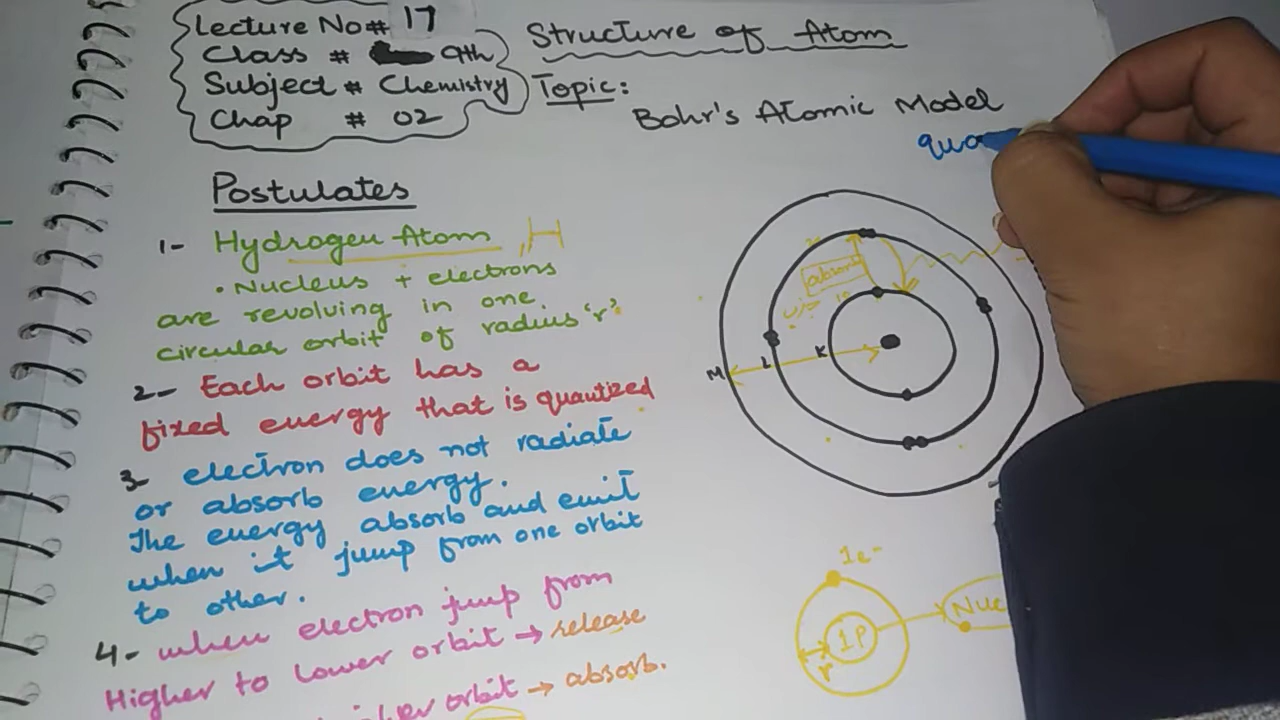 Lecture No# 17
Class # 9th
Subject # Chemistry
Chap # 02
Structure of Atom
Topic:
Bohr's Atomic Model
qua
Postulates
1- Hydrogen Atom, H
• Nucleus + electrons
are revolving in one
circular orbit of radius 'r'.
2- Each orbit has a
fixed energy that is quantized
3- electron does not radiate
or absorb energy.
The energy absorb and emit
when it jump from one orbit
to other.
4- when electron jump from
Higher to Lower orbit → release
orbit → absorb.
absorb
جذب
M L K
1e-
1P
r
Nuc